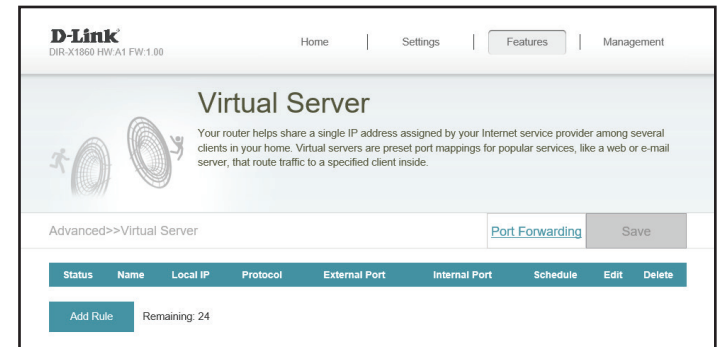 D-Link
DIR-X1860 HW:A1 FW:1.00
Home | Settings | Features | Management
Virtual Server
Your router helps share a single IP address assigned by your Internet service provider among several
clients in your home. Virtual servers are preset port mappings for popular services, like a web or e-mail
server, that route traffic to a specified client inside.
Advanced>>Virtual Server Port Forwarding Save
Status Name Local IP Protocol External Port Internal Port Schedule Edit Delete
Add Rule Remaining: 24